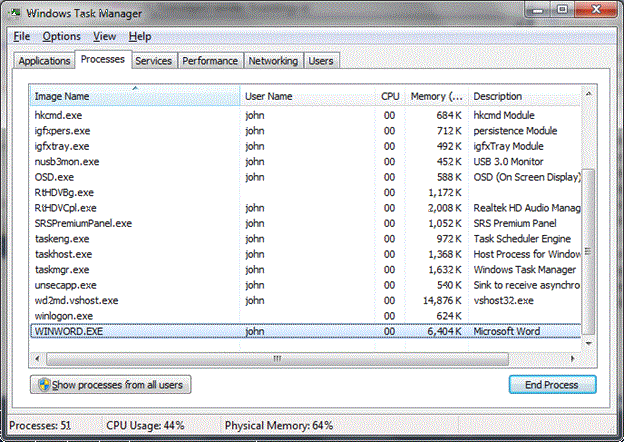 Windows Task Manager
File Options View Help
Applications Processes Services Performance Networking Users
Image Name User Name CPU Memory (... Description
hkcmd.exe john 00 684 K hkcmd Module
igfxpers.exe john 00 712 K persistence Module
igfxtray.exe john 00 492 K igfxTray Module
nusb3mon.exe john 00 452 K USB 3.0 Monitor
OSD.exe john 00 588 K OSD (On Screen Display)
RtHDVBg.exe 00 1,172 K
RtHDVCpl.exe john 00 2,008 K Realtek HD Audio Manag
SRSPremiumPanel.exe john 00 1,052 K SRS Premium Panel
taskeng.exe john 00 972 K Task Scheduler Engine
taskhost.exe john 00 1,368 K Host Process for Window
taskmgr.exe john 00 1,632 K Windows Task Manager
unsecapp.exe john 00 540 K Sink to receive asynchro
wd2md.vshost.exe john 00 14,876 K vshost32.exe
winlogon.exe 00 624 K
WINWORD.EXE john 00 6,404 K Microsoft Word
Show processes from all users End Process
Processes: 51 CPU Usage: 44% Physical Memory: 64%